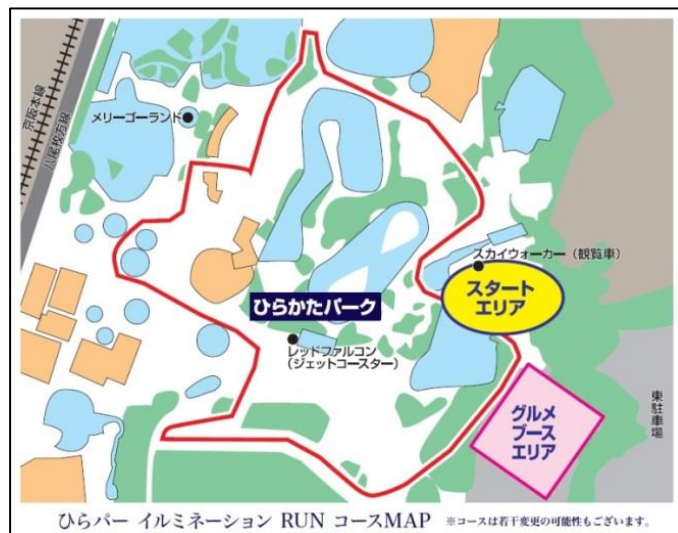 京阪本線
八尾枚方線
メリーゴーランド
スカイウォーカー（観覧車）
スタート
エリア
ひらかたパーク
レッドファルコン
（ジェットコースター）
グルメ
ブース
エリア
東駐車場
ひらパー イルミネーション RUN コースMAP ※コースは若干変更の可能性もございます。